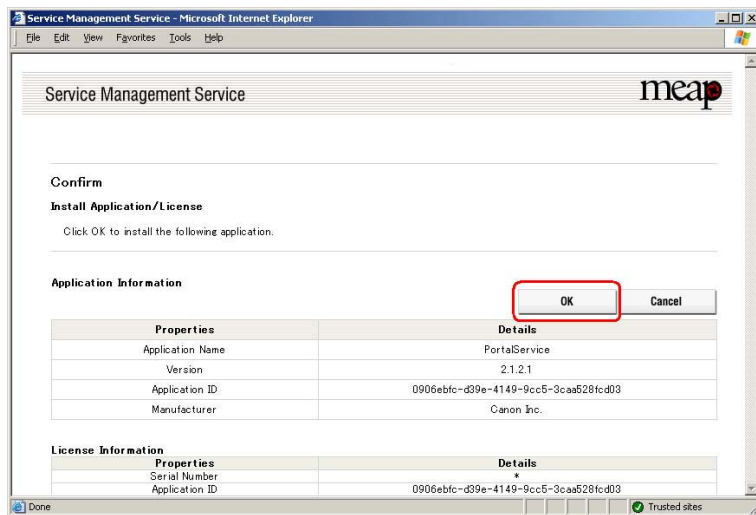 Service Management Service - Microsoft Internet Explorer
File Edit View Favorites Tools Help
Service Management Service meap
Confirm
Install Application/License
Click OK to install the following application.
Application Information
OK Cancel
Properties Details
Application Name PortalService
Version 2.1.2.1
Application ID 0906ebfc-d39e-4149-9cc5-3caa528fcd03
Manufacturer Canon Inc.
License Information
Properties Details
Serial Number *
Application ID 0906ebfc-d39e-4149-9cc5-3caa528fcd03
Done Trusted sites